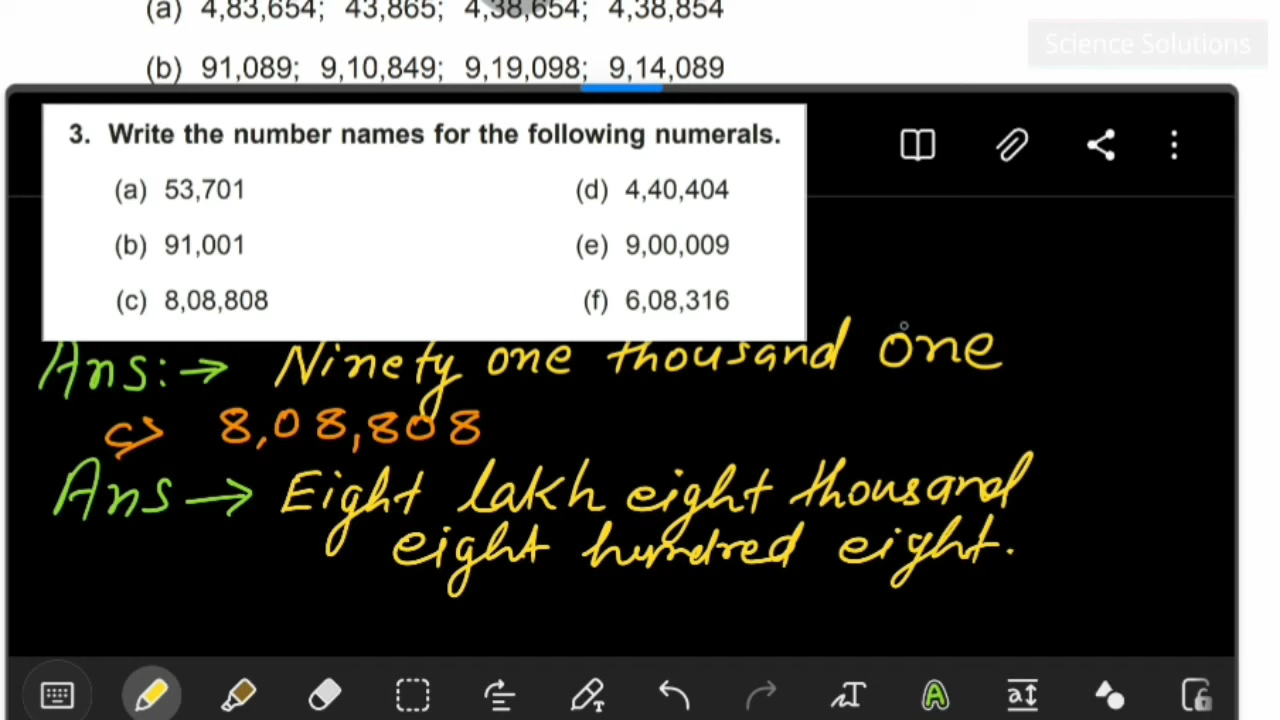 (a) 4,83,654; 43,865; 4,38,654; 4,38,854
Science Solutions
(b) 91,089; 9,10,849; 9,19,098; 9,14,089
3. Write the number names for the following numerals.
(a) 53,701 (d) 4,40,404
(b) 91,001 (e) 9,00,009
(c) 8,08,808 (f) 6,08,316
Ans:→ Ninety one thousand one
c> 8,08,808
Ans → Eight lakh eight thousand
eight hundred eight.